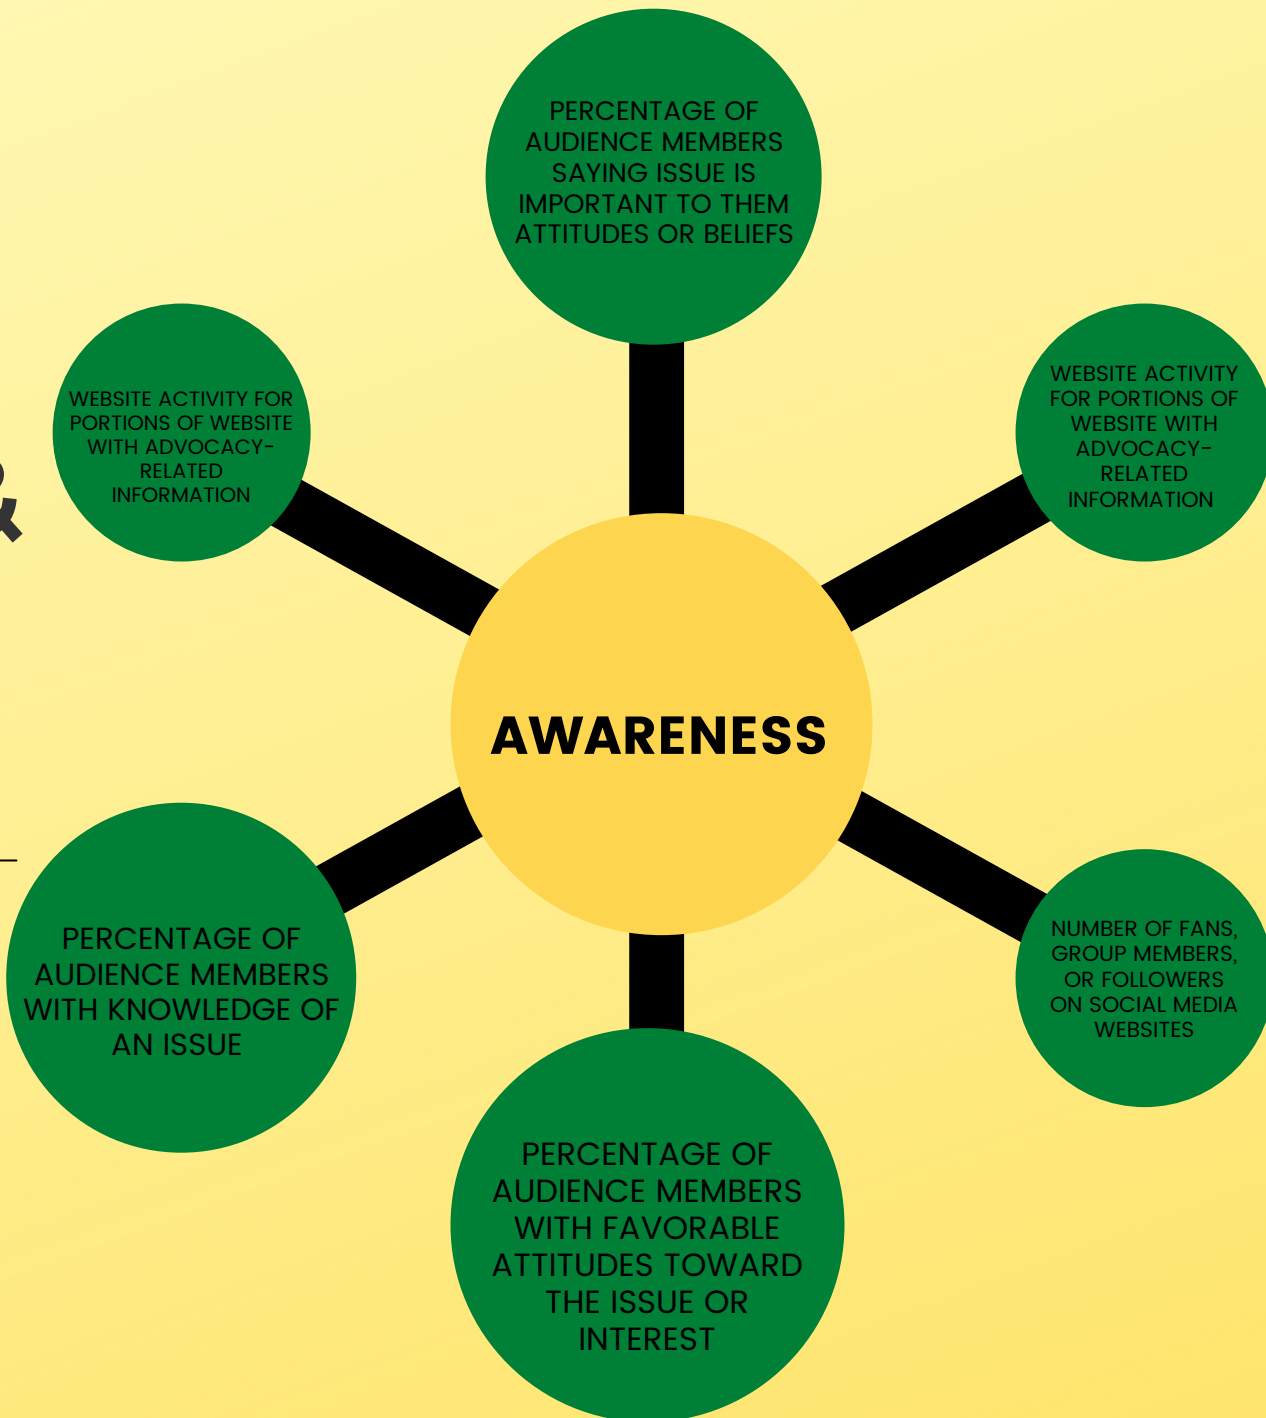 PERCENTAGE OF
AUDIENCE MEMBERS
SAYING ISSUE IS
IMPORTANT TO THEM
ATTITUDES OR BELIEFS
WEBSITE ACTIVITY FOR
PORTIONS OF WEBSITE
WITH ADVOCACY-
RELATED
INFORMATION
WEBSITE ACTIVITY
FOR PORTIONS OF
WEBSITE WITH
ADVOCACY-
RELATED
INFORMATION
&
AWARENESS
PERCENTAGE OF
AUDIENCE MEMBERS
WITH KNOWLEDGE OF
AN ISSUE
NUMBER OF FANS,
GROUP MEMBERS,
OR FOLLOWERS
ON SOCIAL MEDIA
WEBSITES
PERCENTAGE OF
AUDIENCE MEMBERS
WITH FAVORABLE
ATTITUDES TOWARD
THE ISSUE OR
INTEREST